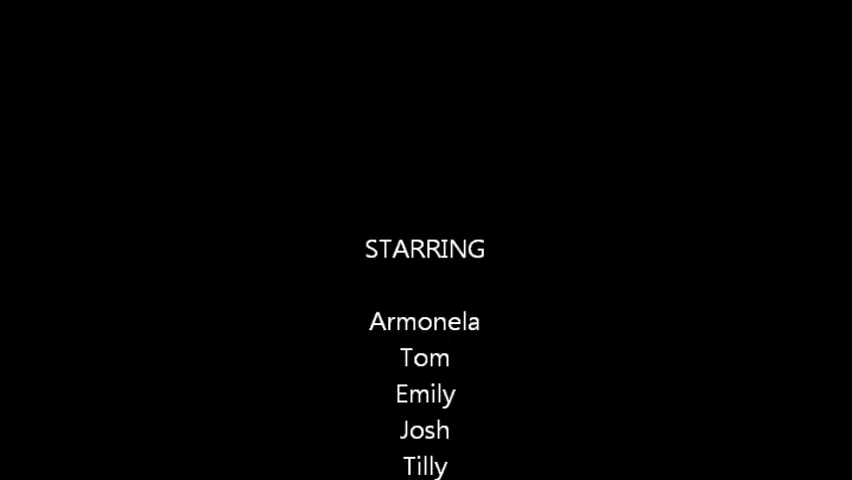 STARRING
Armonela
Tom
Emily
Josh
Tilly